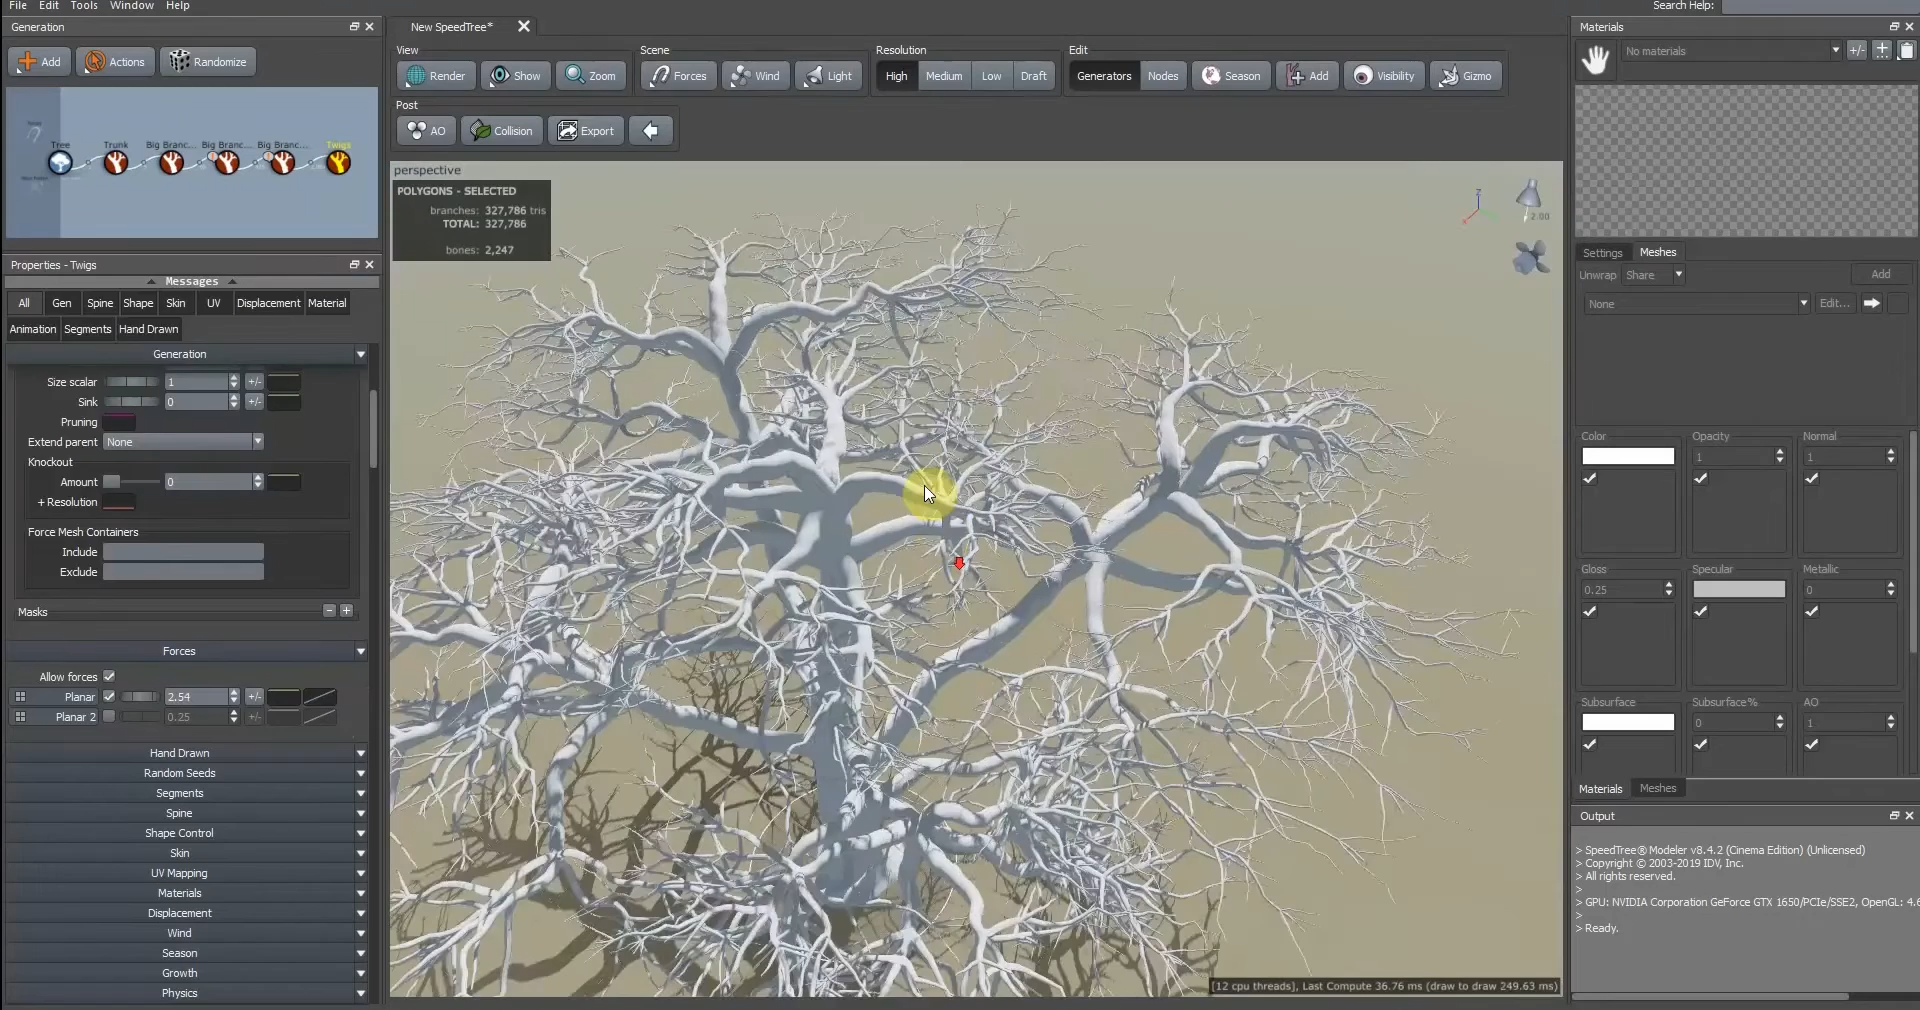 File Edit Tools Window Help
Search Help:
Generation
New SpeedTree*
Materials
Add
Actions
Randomize
View
Scene
Resolution
Edit
Render
Show
Zoom
Forces
Wind
Light
High
Medium
Low
Draft
Generators
Nodes
Season
Add
Visibility
Gizmo
No materials
+/-
Post
AO
Collision
Export
Tree
Trunk
Big Branc...
Big Branc...
Big Branc...
Twigs
perspective
POLYGONS - SELECTED
branches: 327,786 tris
TOTAL: 327,786
bones: 2,247
Z
2.00
Properties - Twigs
Messages
All Gen Spine Shape Skin UV Displacement Material
Animation Segments Hand Drawn
Generation
Size scalar 1 +/-
Sink 0 +/-
Pruning
Extend parent None
Knockout
Amount 0
+ Resolution
Force Mesh Containers
Include
Exclude
Masks - +
Forces
Allow forces
Planar 2.54 +/-
Planar 2 0.25 +/-
Hand Drawn
Random Seeds
Segments
Spine
Shape Control
Skin
UV Mapping
Materials
Displacement
Wind
Season
Growth
Physics
[12 cpu threads], Last Compute 36.76 ms (draw to draw 249.63 ms)
Settings Meshes
Unwrap Share Add
None Edit...
Color Opacity Normal
1 1
Gloss Specular Metallic
0.25 0
Subsurface Subsurface% AO
0 1
Materials Meshes
Output
> SpeedTree® Modeler v8.4.2 (Cinema Edition) (Unlicensed)
> Copyright © 2003-2019 IDV, Inc.
> All rights reserved.
>
> GPU: NVIDIA Corporation GeForce GTX 1650/PCIe/SSE2, OpenGL: 4.6
>
> Ready.